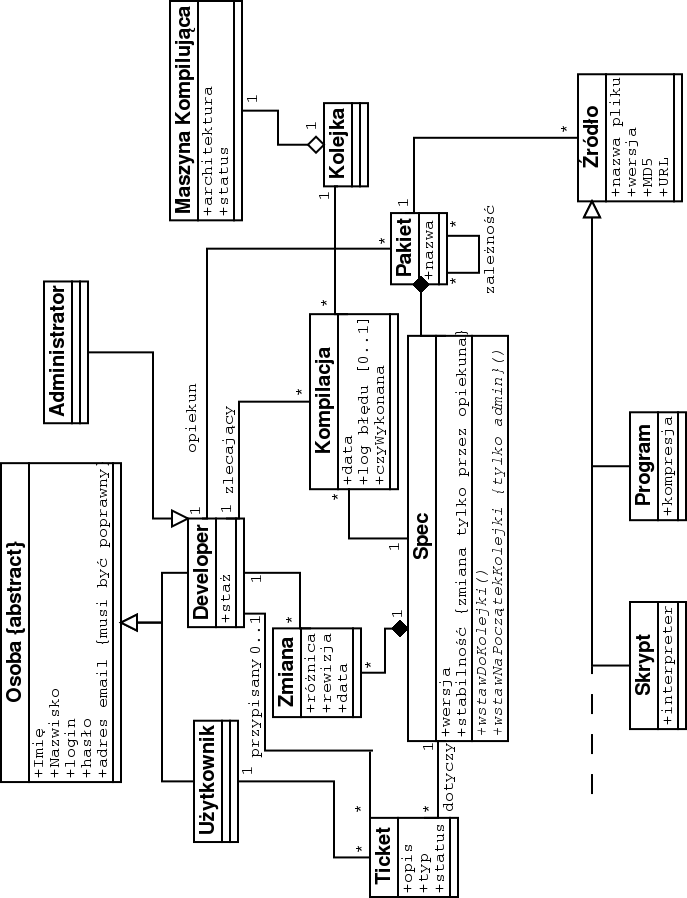 Osoba {abstract}
+Imię
+Nazwisko
+login
+hasło
+adres email {musi być poprawny}
Administrator
Maszyna Kompilująca
+architektura
+status
1
1
Kolejka
1
*
Użytkownik
1
*
Developer
+staż
1
opiekun
*
1
zlecający
*
1
*
przypisany 0..1
*
Kompilacja
+data
+log błędu [0..1]
+czyWykonana
*
1
Pakiet
+nazwa
1
*
*
*
zależność
Źródło
+nazwa pliku
+wersja
+MD5
+URL
Zmiana
+różnica
+rewizja
+data
*
1
Spec
+wersja
+stabilność {zmiana tylko przez opiekuna}
+wstawDoKolejki()
+wstawNaPoczątekKolejki {tylko admin}()
1
dotyczy
*
Ticket
+opis
+typ
+status
Program
+kompresja
Skrypt
+interpreter